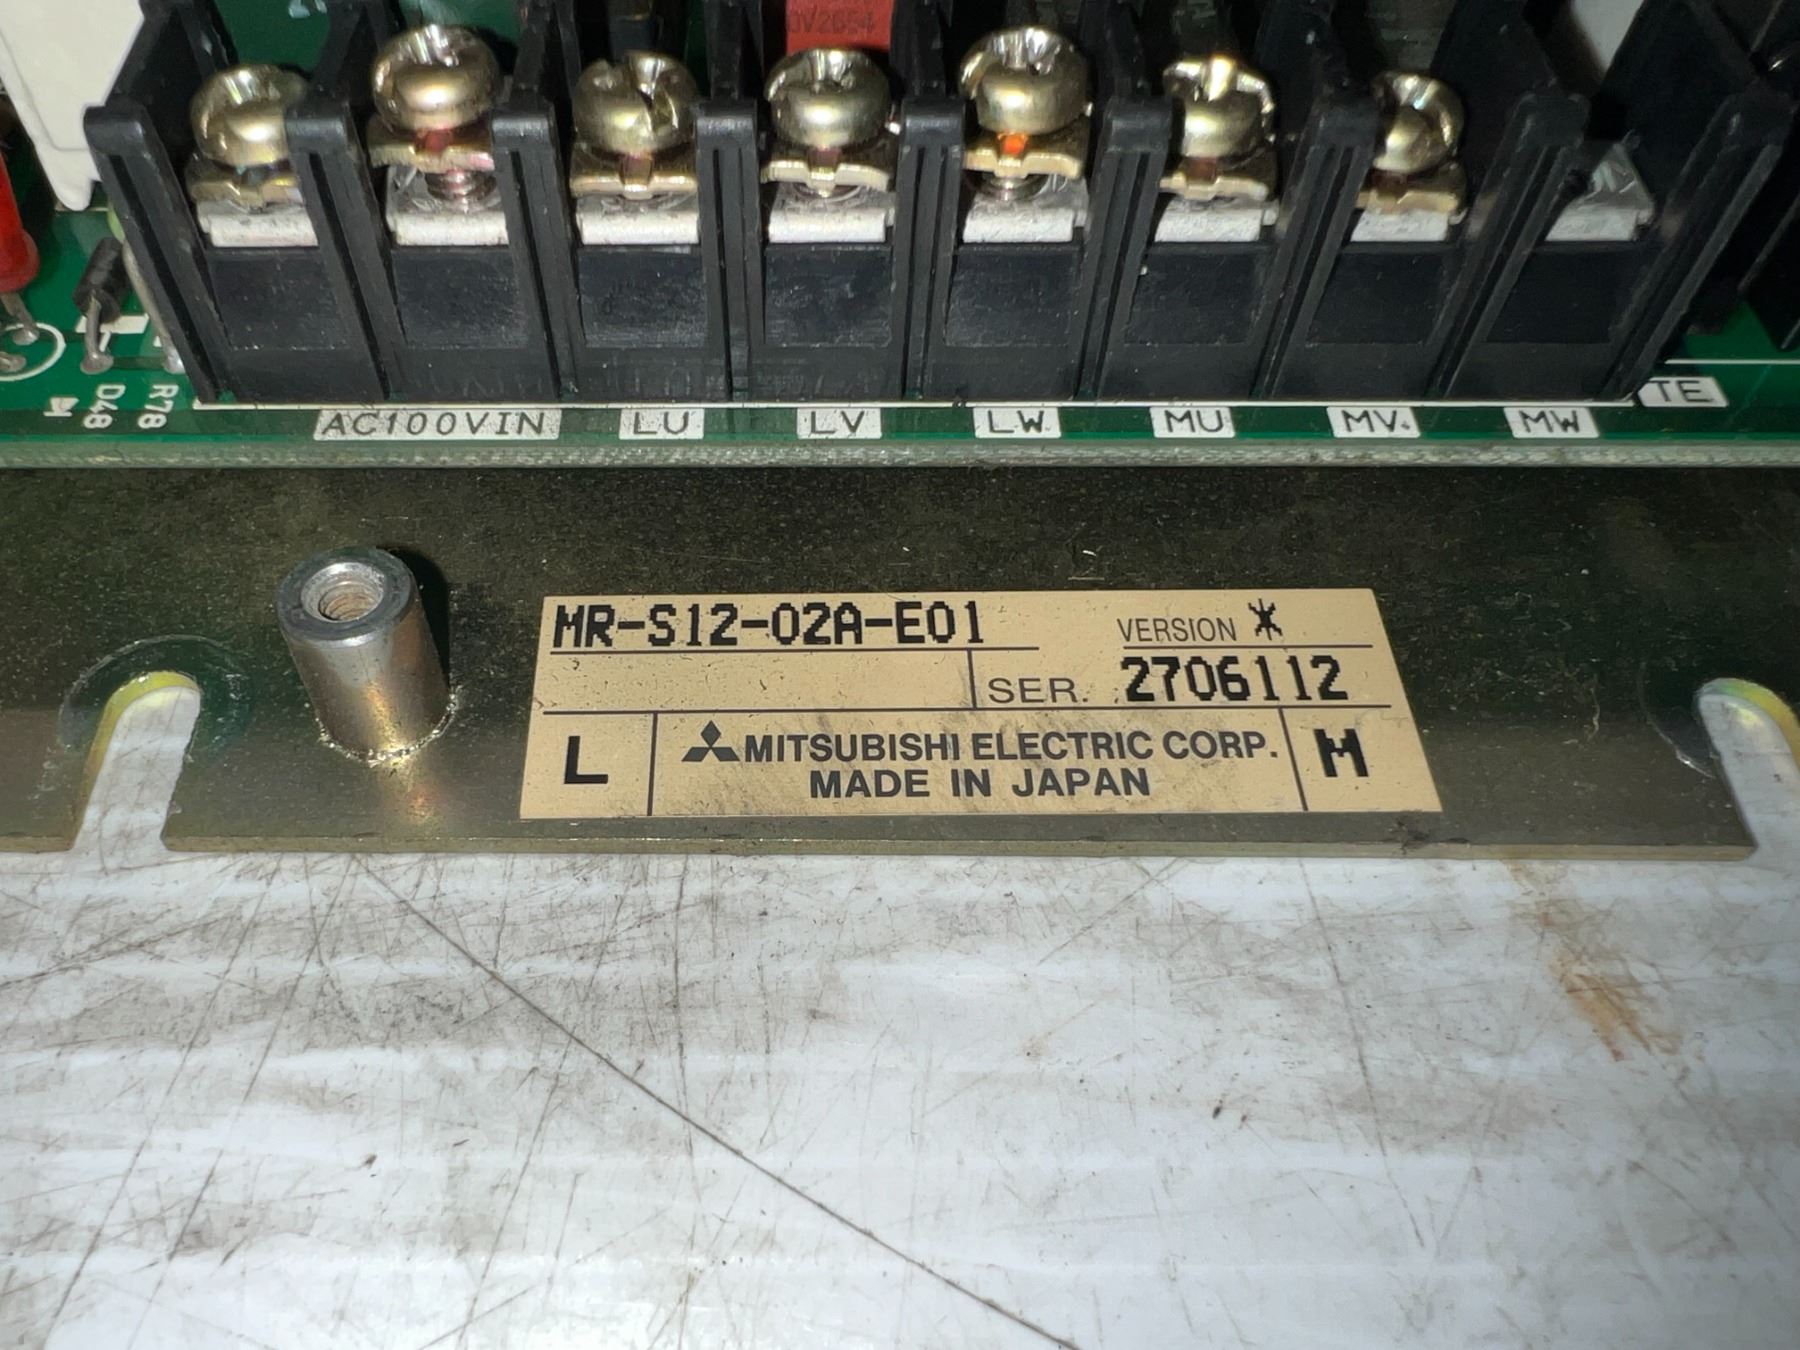 0V2654
R78
D48
AC100VIN LU LV LW MU MV. MW TE
MR-S12-02A-E01 VERSION *
SER. 2706112
L MITSUBISHI ELECTRIC CORP. M
MADE IN JAPAN